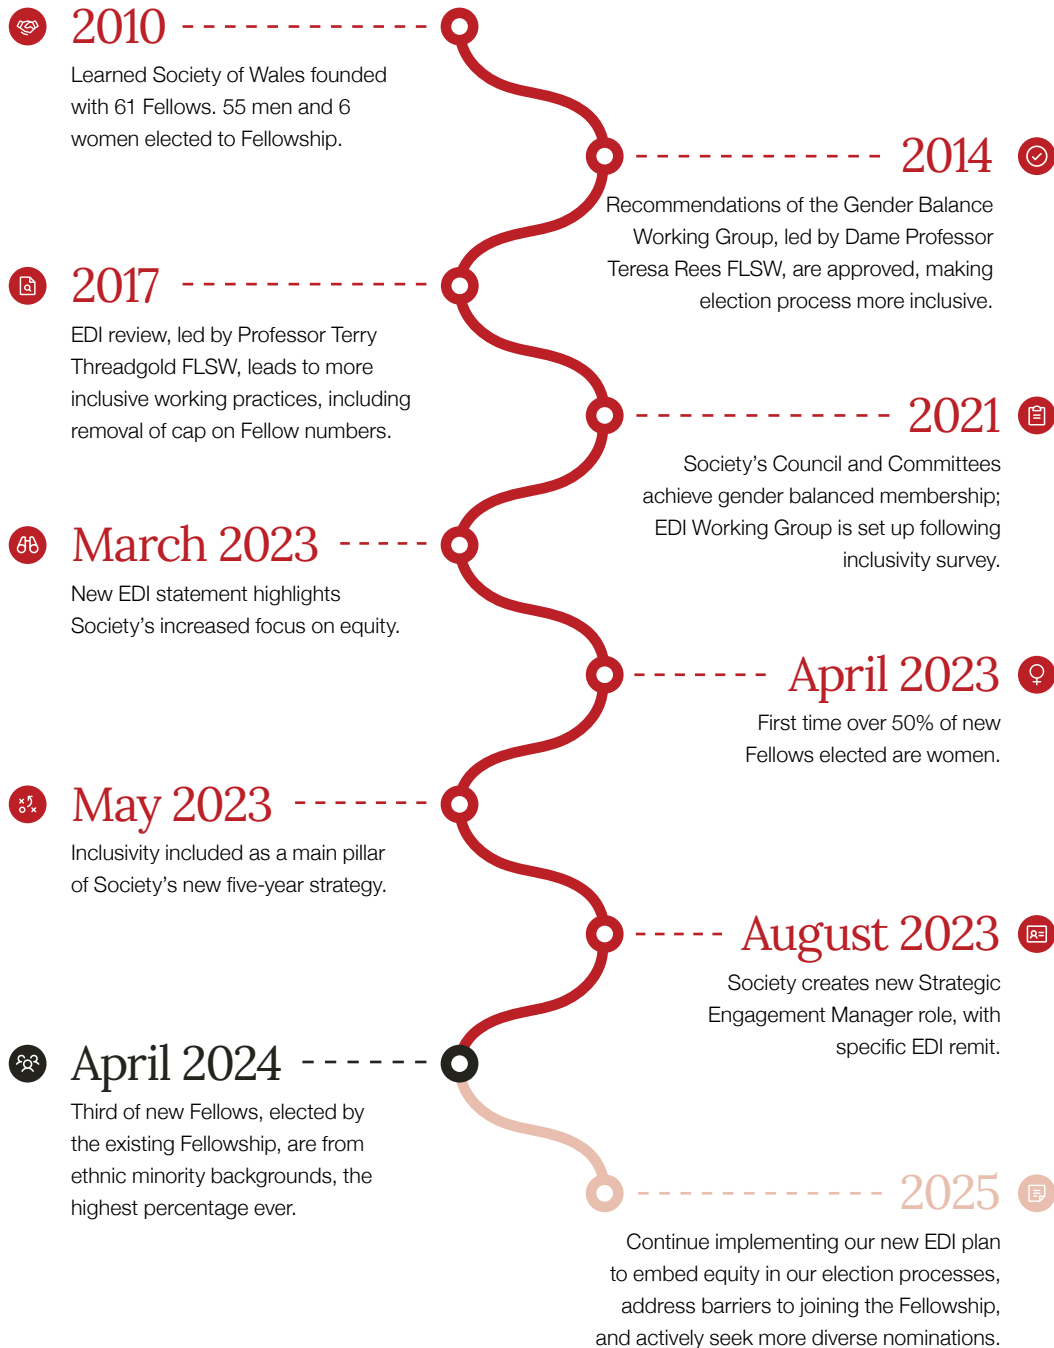 2010
Learned Society of Wales founded
with 61 Fellows. 55 men and 6
women elected to Fellowship.
2014
Recommendations of the Gender Balance
Working Group, led by Dame Professor
Teresa Rees FLSW, are approved, making
election process more inclusive.
2017
EDI review, led by Professor Terry
Threadgold FLSW, leads to more
inclusive working practices, including
removal of cap on Fellow numbers.
2021
Society's Council and Committees
achieve gender balanced membership;
EDI Working Group is set up following
inclusivity survey.
March 2023
New EDI statement highlights
Society's increased focus on equity.
April 2023
First time over 50% of new
Fellows elected are women.
May 2023
Inclusivity included as a main pillar
of Society's new five-year strategy.
August 2023
Society creates new Strategic
Engagement Manager role, with
specific EDI remit.
April 2024
Third of new Fellows, elected by
the existing Fellowship, are from
ethnic minority backgrounds, the
highest percentage ever.
2025
Continue implementing our new EDI plan
to embed equity in our election processes,
address barriers to joining the Fellowship,
and actively seek more diverse nominations.